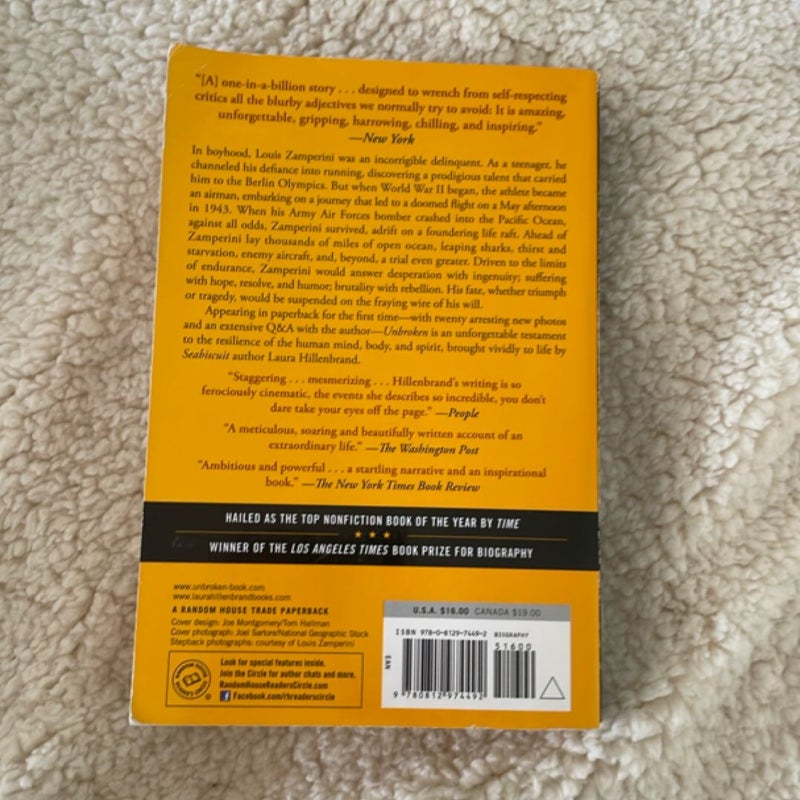 "[A] one-in-a-billion story . . . designed to wrench from self-respecting
critics all the blurby adjectives we normally try to avoid: It is amazing,
unforgettable, gripping, harrowing, chilling, and inspiring."
—New York
In boyhood, Louis Zamperini was an incorrigible delinquent. As a teenager, he
channeled his defiance into running, discovering a prodigious talent that carried
him to the Berlin Olympics. But when World War II began, the athlete became
an airman, embarking on a journey that led to a doomed flight on a May afternoon
in 1943. When his Army Air Forces bomber crashed into the Pacific Ocean,
against all odds, Zamperini survived, adrift on a foundering life raft. Ahead of
Zamperini lay thousands of miles of open ocean, leaping sharks, thirst and
starvation, enemy aircraft, and, beyond, a trial even greater. Driven to the limits
of endurance, Zamperini would answer desperation with ingenuity; suffering
with hope, resolve, and humor; brutality with rebellion. His fate, whether triumph
or tragedy, would be suspended on the fraying wire of his will.
Appearing in paperback for the first time—with twenty arresting new photos
and an extensive Q&A with the author—Unbroken is an unforgettable testament
to the resilience of the human mind, body, and spirit, brought vividly to life by
Seabiscuit author Laura Hillenbrand.
"Staggering . . . mesmerizing . . . Hillenbrand's writing is so
ferociously cinematic, the events she describes so incredible, you don't
dare take your eyes off the page." —People
"A meticulous, soaring and beautifully written account of an
extraordinary life." —The Washington Post
"Ambitious and powerful . . . a startling narrative and an inspirational
book." —The New York Times Book Review
HAILED AS THE TOP NONFICTION BOOK OF THE YEAR BY TIME
WINNER OF THE LOS ANGELES TIMES BOOK PRIZE FOR BIOGRAPHY
www.unbroken-book.com
www.laurahillenbrandbooks.com
A RANDOM HOUSE TRADE PAPERBACK
Cover design: Joe Montgomery/Tom Hallman
Cover photograph: Joel Sartore/National Geographic Stock
Stepback photographs: courtesy of Louis Zamperini
RANDOM HOUSE
READER'S CIRCLE
Look for special features inside.
Join the Circle for author chats and more.
RandomHouseReadersCircle.com
Facebook.com/rhreaderscircle
U.S.A. $16.00 CANADA $19.00
ISBN 978-0-8129-7449-2 BIOGRAPHY
51600
EAN
9 780812 974492